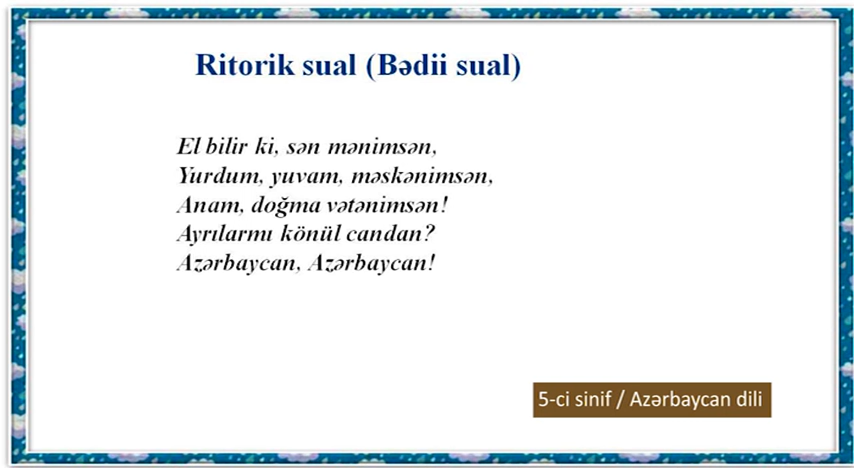 Ritorik sual (Bədii sual)
El bilir ki, sən mənimsən,
Yurdum, yuvam, məskənimsən,
Anam, doğma vətənimsən!
Ayrılarmı könül candan?
Azərbaycan, Azərbaycan!
5-ci sinif / Azərbaycan dili